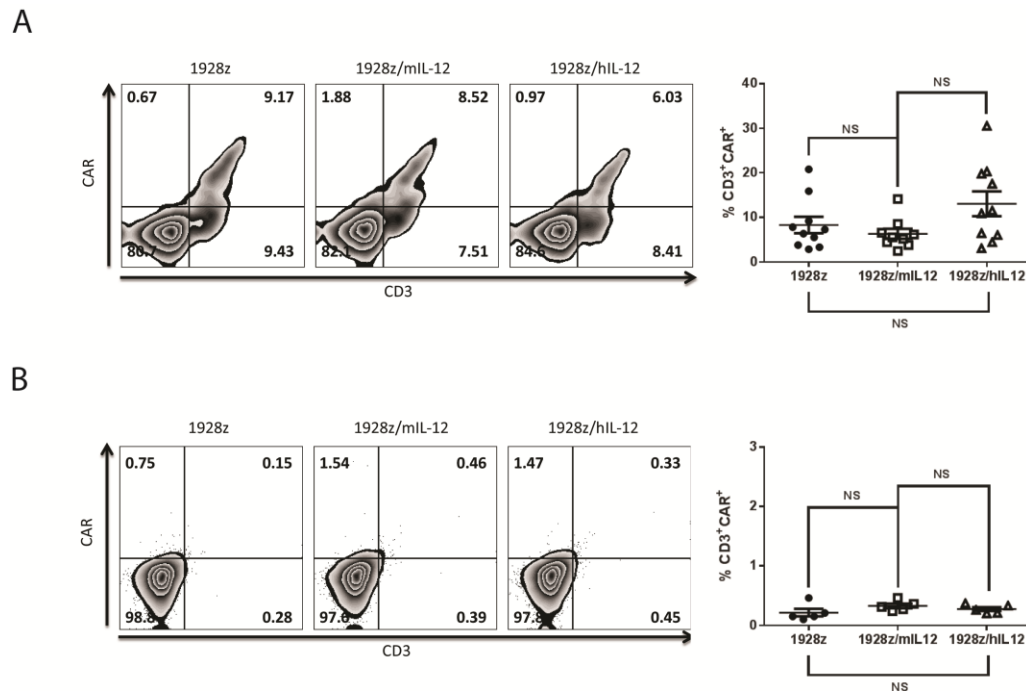 A
1928z
1928z/mIL-12
1928z/hIL-12
0.67 9.17
1.88 8.52
0.97 6.03
80.7 9.43
82.1 7.51
84.6 8.41
CAR
CD3
% CD3+CAR+
40
30
20
10
0
NS
NS
1928z 1928z/mIL12 1928z/hIL12
NS
B
1928z
1928z/mIL-12
1928z/hIL-12
0.75 0.15
1.54 0.46
1.47 0.33
0.28
0.39
0.45
CAR
CD3
% CD3+CAR+
3
2
1
0
NS
NS
1928z 1928z/mIL12 1928z/hIL12
NS